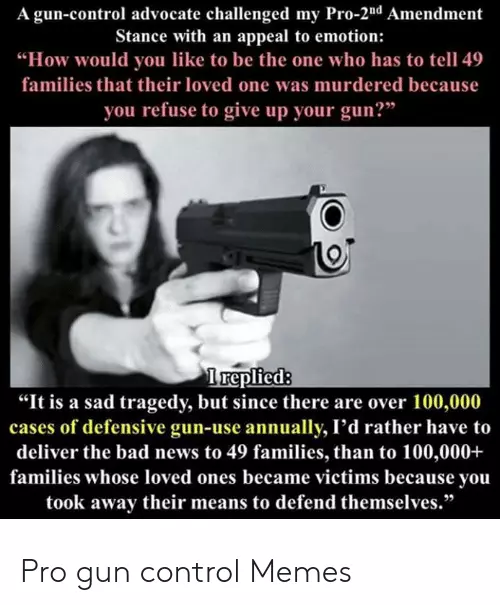 A gun-control advocate challenged my Pro-2nd Amendment
Stance with an appeal to emotion:
“How would you like to be the one who has to tell 49
families that their loved one was murdered because
you refuse to give up your gun?”
I replied:
“It is a sad tragedy, but since there are over 100,000
cases of defensive gun-use annually, I’d rather have to
deliver the bad news to 49 families, than to 100,000+
families whose loved ones became victims because you
took away their means to defend themselves.”
Pro gun control Memes